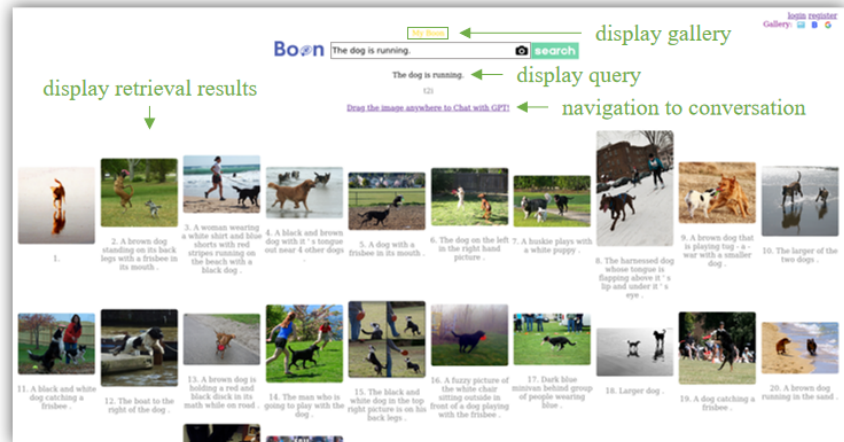 login register
Gallery:
My Boon
display gallery
Boon
The dog is running.
search
The dog is running.
display query
display retrieval results
(2)
Drag the image anywhere to Chat with GPT!
navigation to conversation
1.
2. A brown dog
standing on its back
legs with a frisbee in
its mouth .
3. A woman wearing
a white shirt and blue
shorts with red
stripes running on
the beach with a
black dog .
4. A black and brown
dog with it ' s tongue
out near 4 other dogs
.
5. A dog with a
frisbee in its mouth .
6. The dog on the left
in the right hand
picture .
7. A huskie plays with
a white puppy .
8. The harnessed dog
whose tongue is
flapping above it ' s
lip and under it ' s
eye .
9. A brown dog that
is playing tug - a -
war with a smaller
dog .
10. The larger of the
two dogs .
11. A black and white
dog catching a
frisbee .
12. The boat to the
right of the dog .
13. A brown dog is
holding a red and
black disck in its
math while on road .
14. The man who is
going to play with the
dog .
15. The black and
white dog in the top
right picture is on his
back legs .
16. A fuzzy picture of
the white chair
sitting outside in
front of a dog playing
with the frisbee .
17. Dark blue
minivan behind group
of people wearing
blue .
18. Larger dog .
19. A dog catching a
frisbee .
20. A brown dog
running in the sand .